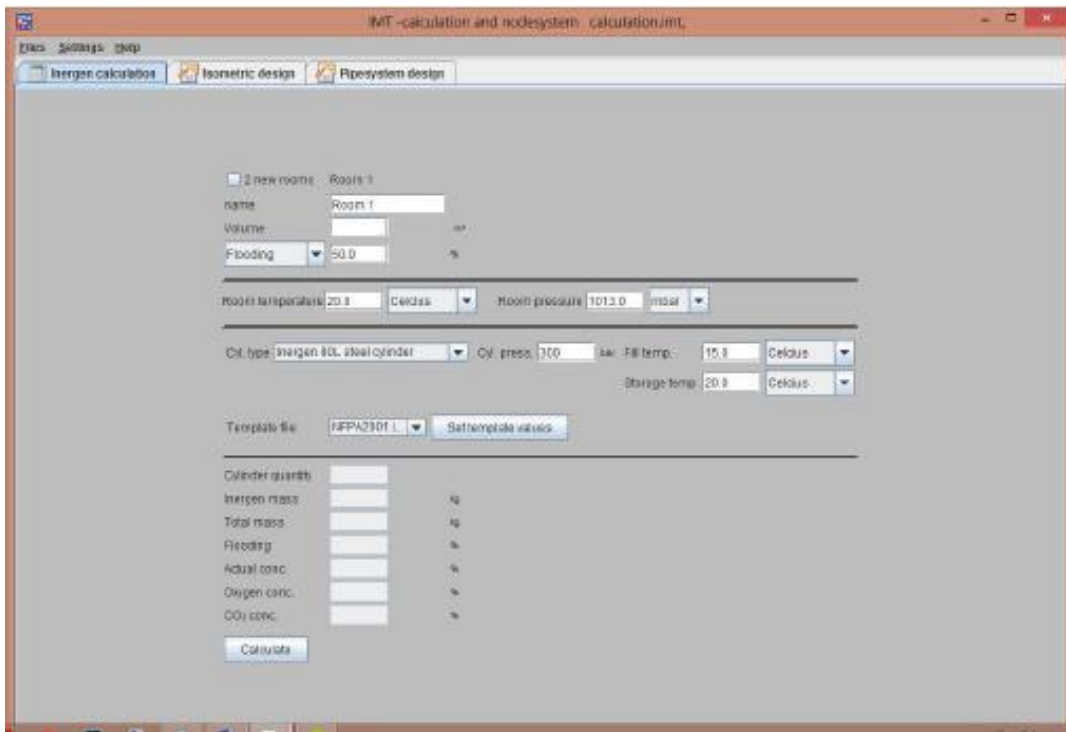 IMT -calculation and nodesystem calculation.imt,
Files Settings Help
Inergen calculation Isometric design Pipesystem design
2 new rooms Room 1
name Room 1
Volume m³
Flooding 50.0 %
Room temperature 20.0 Celcius Room pressure 1013.0 mbar
Cyl. type Inergen 80L steel cylinder Cyl. press. 300 bar Fill temp. 15.0 Celcius
Storage temp. 20.0 Celcius
Template file NFPA2001 i. Set template values
Cylinder quantity
Inergen mass kg
Total mass kg
Flooding %
Actual conc. %
Oxygen conc. %
CO2 conc. %
Calculate